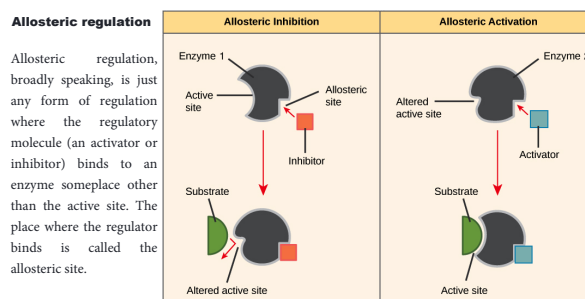 Allosteric regulation
Allosteric regulation,
broadly speaking, is just
any form of regulation
where the regulatory
molecule (an activator or
inhibitor) binds to an
enzyme someplace other
than the active site. The
place where the regulator
binds is called the
allosteric site.
Allosteric Inhibition
Enzyme 1
Active
site
Allosteric
site
Inhibitor
Substrate
Altered active site
Allosteric Activation
Enzyme
Altered
active site
Activator
Substrate
Active site